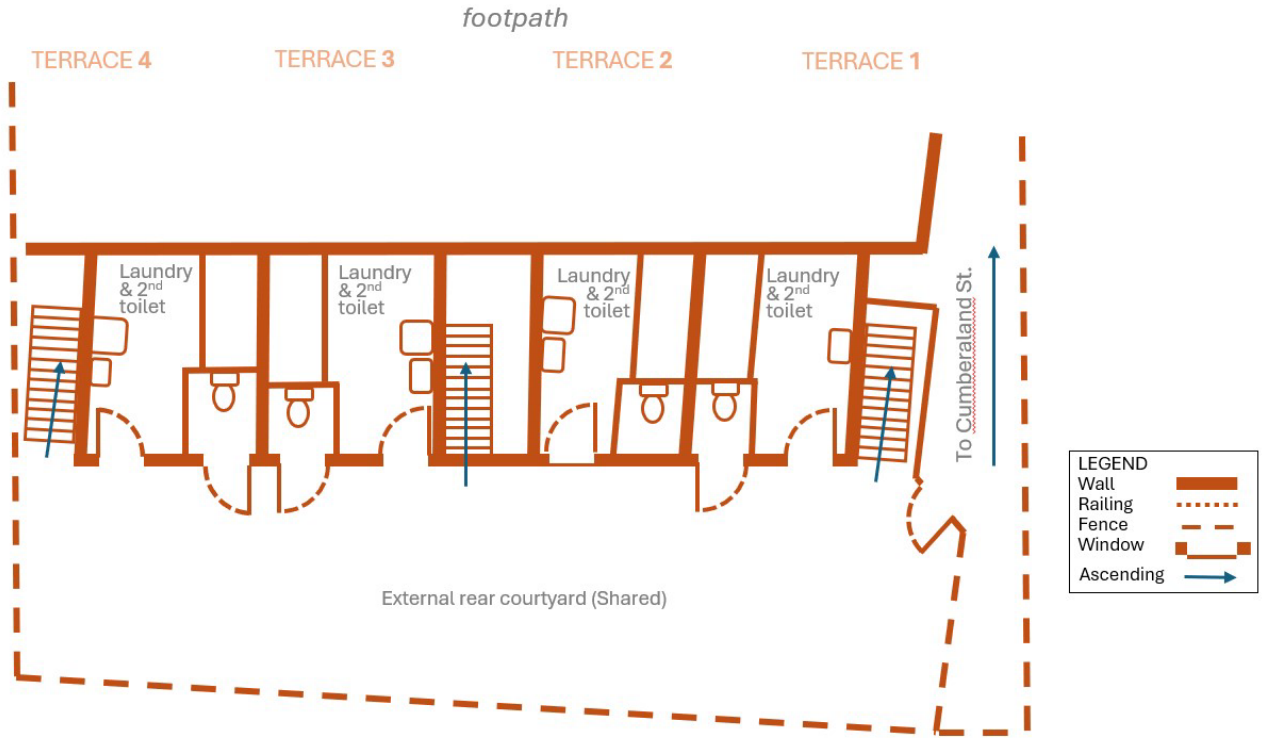 footpath
TERRACE 4
TERRACE 3
TERRACE 2
TERRACE 1
Laundry
& 2nd
toilet
Laundry
& 2nd
toilet
Laundry
& 2nd
toilet
Laundry
& 2nd
toilet
To Cumberaland St.
External rear courtyard (Shared)
LEGEND
Wall
Railing
Fence
Window
Ascending